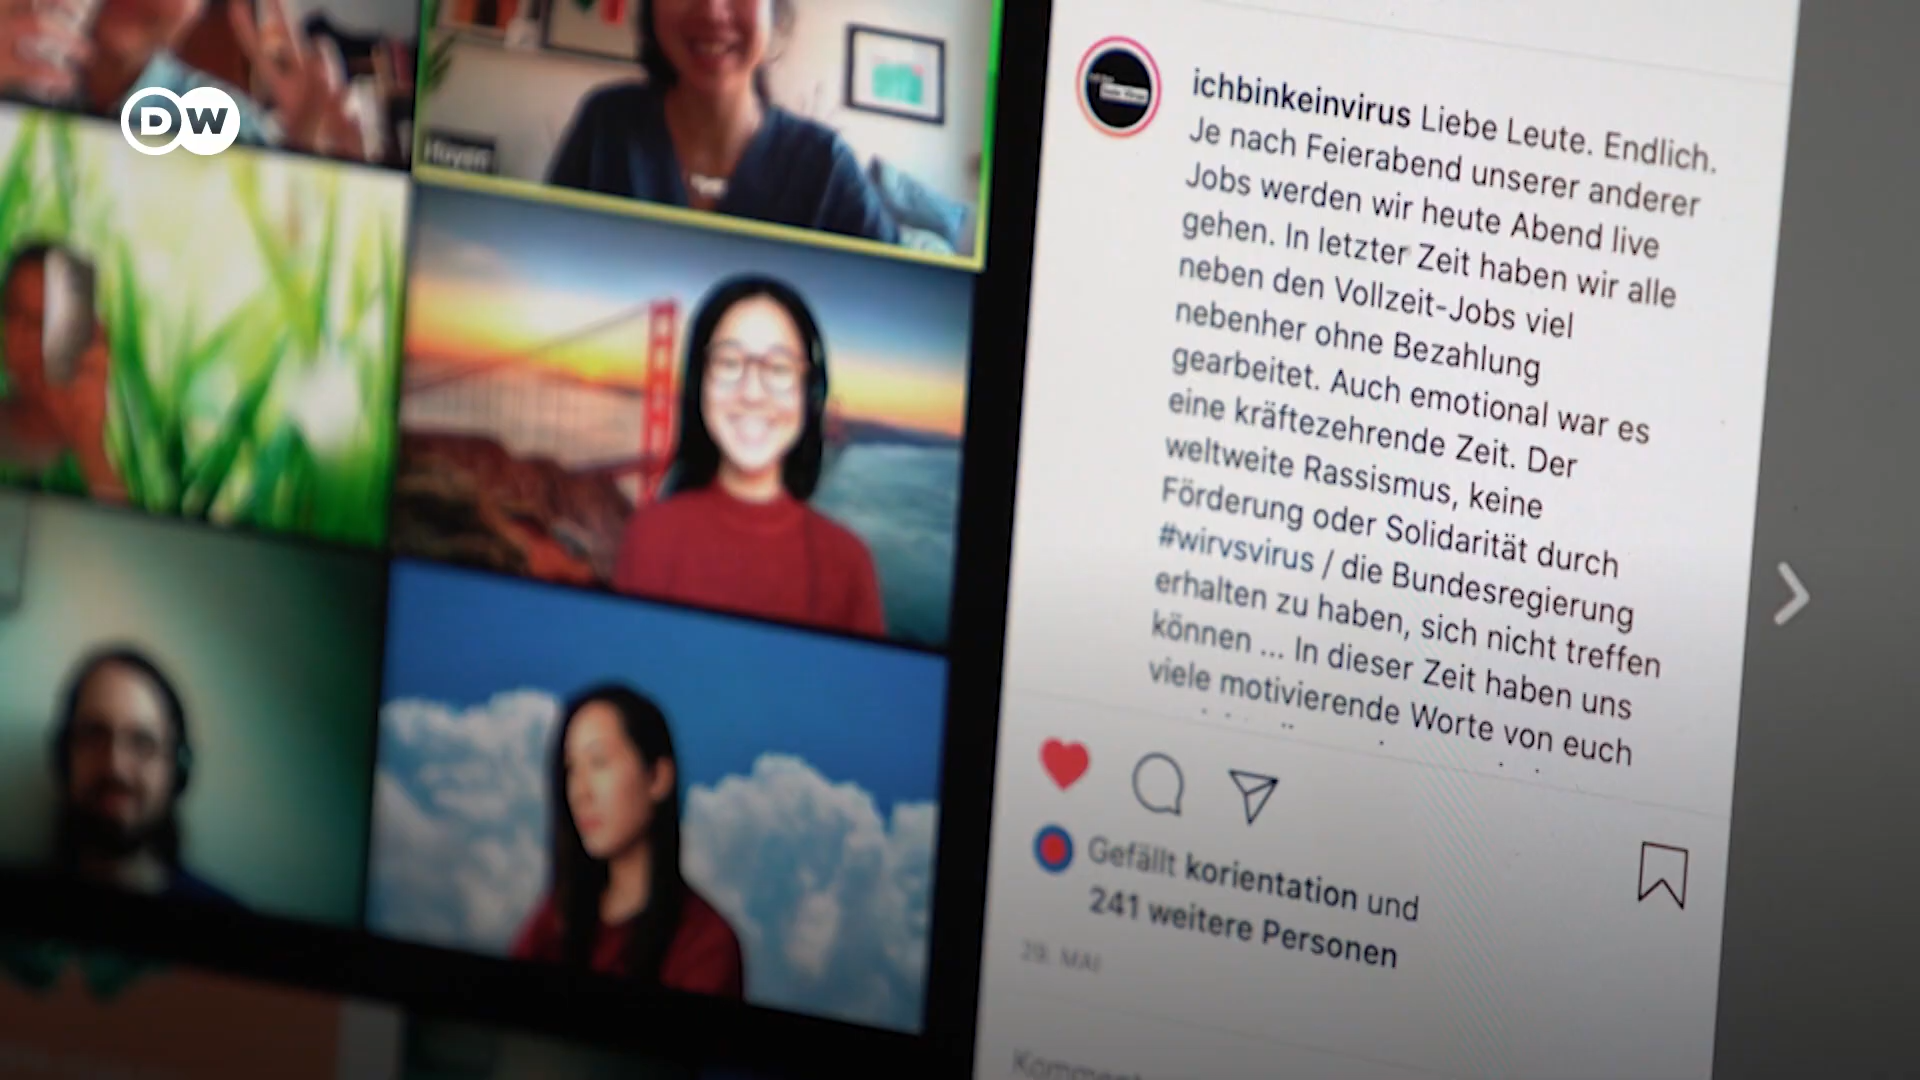 DW
Huyen
ichbinkeinvirus Liebe Leute. Endlich.
Je nach Feierabend unserer anderer
Jobs werden wir heute Abend live
gehen. In letzter Zeit haben wir alle
neben den Vollzeit-Jobs viel
nebenher ohne Bezahlung
gearbeitet. Auch emotional war es
eine kräftezehrende Zeit. Der
weltweite Rassismus, keine
Förderung oder Solidarität durch
#wirvsvirus / die Bundesregierung
erhalten zu haben, sich nicht treffen
können ... In dieser Zeit haben uns
viele motivierende Worte von euch
Gefällt korientation und
241 weitere Personen
29. MAI